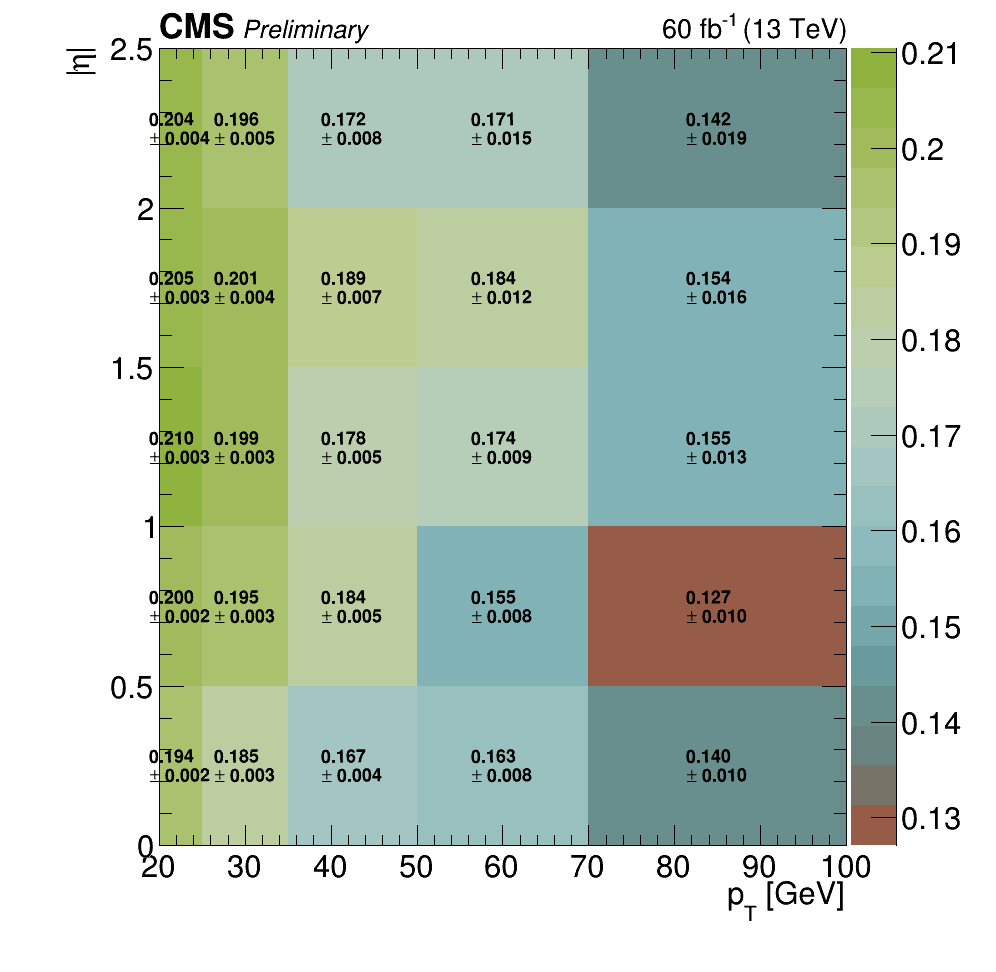 CMS Preliminary 60 fb⁻¹ (13 TeV)
|η|
2.5
2
1.5
1
0.5
0
0.204 0.196 0.172 0.171 0.142
± 0.004 ± 0.005 ± 0.008 ± 0.015 ± 0.019
0.205 0.201 0.189 0.184 0.154
± 0.003 ± 0.004 ± 0.007 ± 0.012 ± 0.016
0.210 0.199 0.178 0.174 0.155
± 0.003 ± 0.003 ± 0.005 ± 0.009 ± 0.013
0.200 0.195 0.184 0.155 0.127
± 0.002 ± 0.003 ± 0.005 ± 0.008 ± 0.010
0.194 0.185 0.167 0.163 0.140
± 0.002 ± 0.003 ± 0.004 ± 0.008 ± 0.010
20 30 40 50 60 70 80 90 100
p_T [GeV]
0.21
0.2
0.19
0.18
0.17
0.16
0.15
0.14
0.13